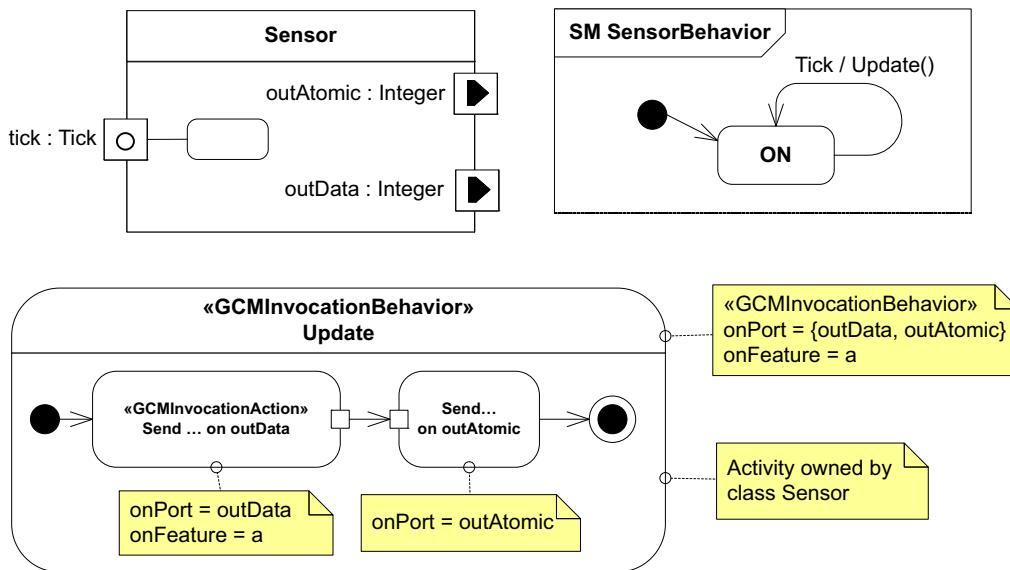 Sensor
outAtomic : Integer
tick : Tick
outData : Integer
SM SensorBehavior
Tick / Update()
ON
«GCMInvocationBehavior»
Update
«GCMInvocationAction»
Send ... on outData
Send...
on outAtomic
onPort = outData
onFeature = a
onPort = outAtomic
«GCMInvocationBehavior»
onPort = {outData, outAtomic}
onFeature = a
Activity owned by
class Sensor